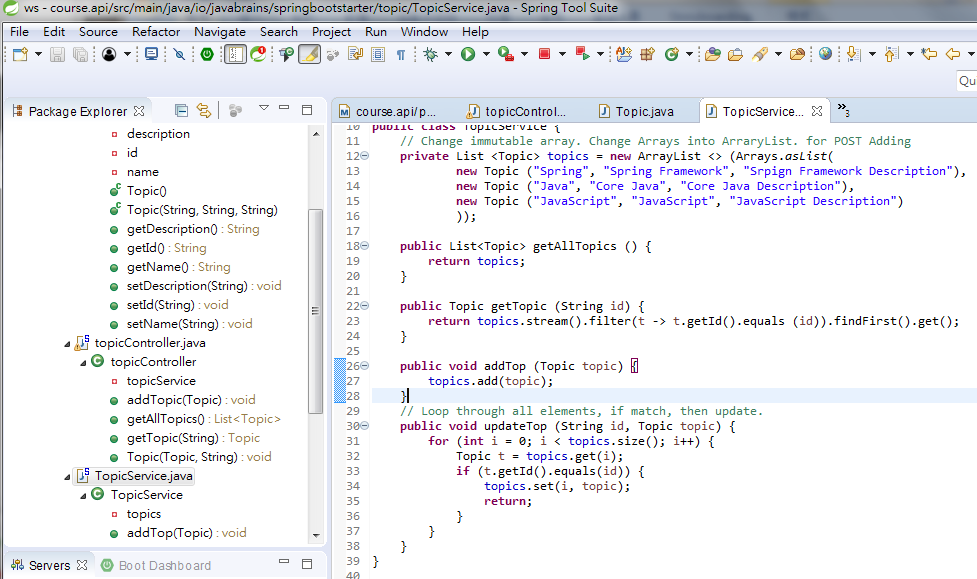 ws - course.api/src/main/java/io/javabrains/springbootstarter/topic/TopicService.java - Spring Tool Suite
File Edit Source Refactor Navigate Search Project Run Window Help
Qu
Package Explorer
description
id
name
Topic()
Topic(String, String, String)
getDescription() : String
getId() : String
getName() : String
setDescription(String) : void
setId(String) : void
setName(String) : void
topicController.java
topicController
topicService
addTopic(Topic) : void
getAllTopics() : List<Topic>
getTopic(String) : Topic
Topic(Topic, String) : void
TopicService.java
TopicService
topics
addTop(Topic) : void
Servers Boot Dashboard
course.api/p... topicControl... Topic.java TopicService... »3
10 public class TopicService {
11 // Change immutable array. Change Arrays into ArraryList. for POST Adding
12 private List <Topic> topics = new ArrayList <> (Arrays.asList(
13 new Topic ("Spring", "Spring Framework", "Srpign Framework Description"),
14 new Topic ("Java", "Core Java", "Core Java Description"),
15 new Topic ("JavaScript", "JavaScript", "JavaScript Description")
16 ));
17
18 public List<Topic> getAllTopics () {
19 return topics;
20 }
21
22 public Topic getTopic (String id) {
23 return topics.stream().filter(t -> t.getId().equals (id)).findFirst().get();
24 }
25
26 public void addTop (Topic topic) {
27 topics.add(topic);
28 }
29 // Loop through all elements, if match, then update.
30 public void updateTop (String id, Topic topic) {
31 for (int i = 0; i < topics.size(); i++) {
32 Topic t = topics.get(i);
33 if (t.getId().equals(id)) {
34 topics.set(i, topic);
35 return;
36 }
37 }
38 }
39 }
40